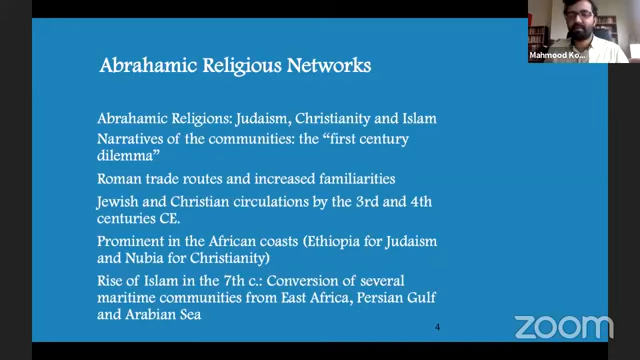 Mahmood Ko...
Abrahamic Religious Networks
Abrahamic Religions: Judaism, Christianity and Islam
Narratives of the communities: the “first century
dilemma”
Roman trade routes and increased familiarities
Jewish and Christian circulations by the 3rd and 4th
centuries CE.
Prominent in the African coasts (Ethiopia for Judaism
and Nubia for Christianity)
Rise of Islam in the 7th c.: Conversion of several
maritime communities from East Africa, Persian Gulf
and Arabian Sea
4
zoom